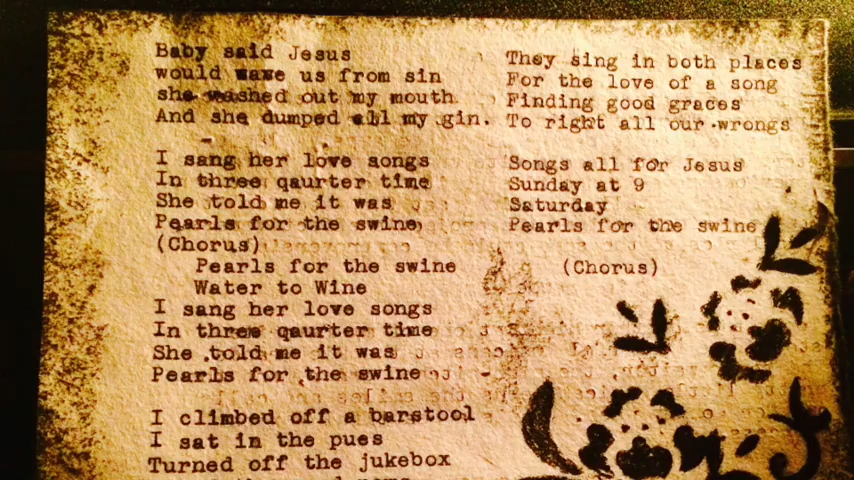 Baby said Jesus
would save us from sin
she washed out my mouth
And she dumped all my gin.
I sang her love songs
In three qaurter time
She told me it was
Pearls for the swine
(Chorus)
Pearls for the swine
Water to Wine
I sang her love songs
In three qaurter time
She told me it was
Pearls for the swine
I climbed off a barstool
I sat in the pues
Turned off the jukebox
They sing in both places
For the love of a song
Finding good graces
To right all our wrongs
Songs all for Jesus
Sunday at 9
Saturday
Pearls for the swine
(Chorus)